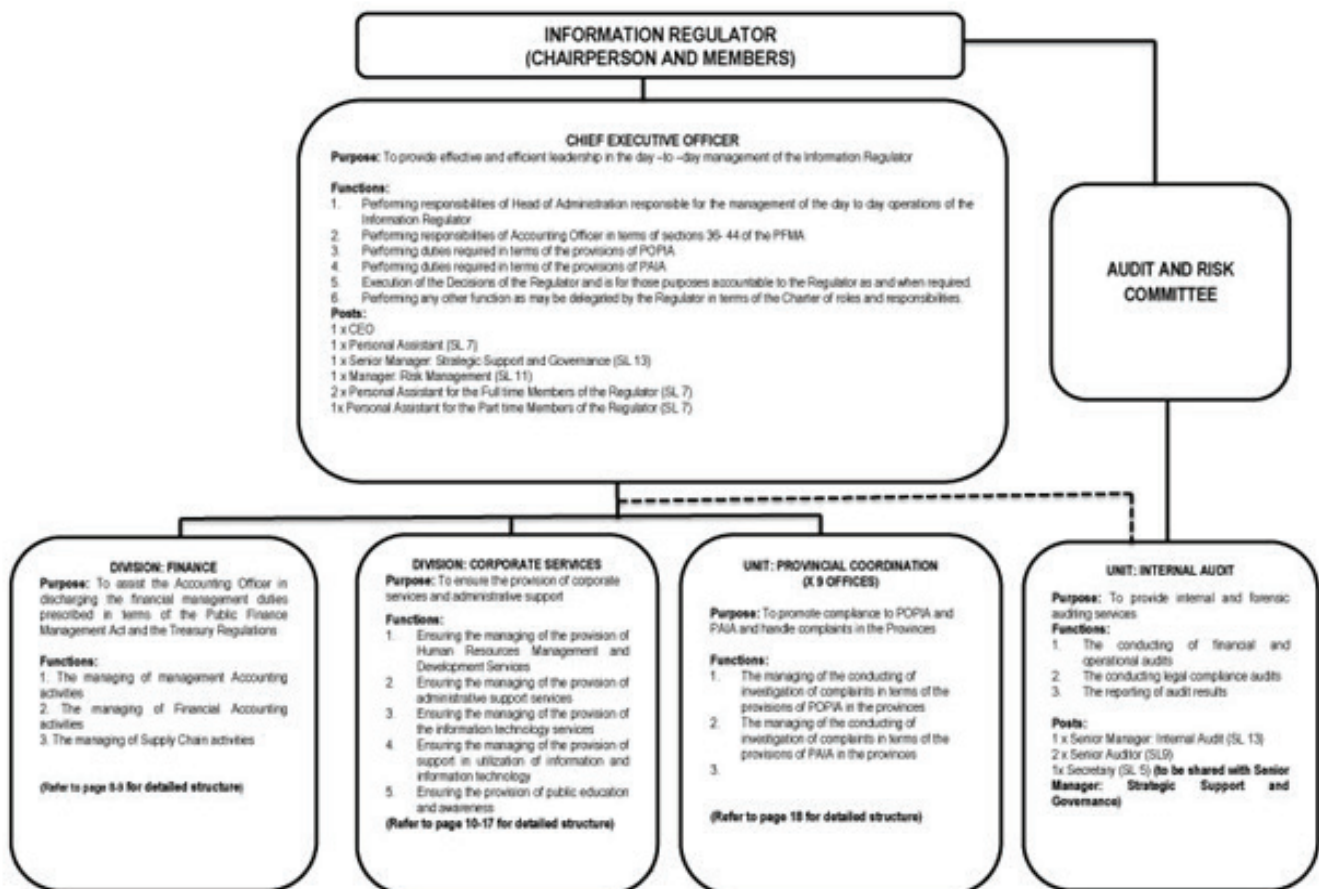 INFORMATION REGULATOR
(CHAIRPERSON AND MEMBERS)
CHIEF EXECUTIVE OFFICER
Purpose: To provide effective and efficient leadership in the day –to –day management of the Information Regulator
Functions:
1. Performing responsibilities of Head of Administration responsible for the management of the day to day operations of the
Information Regulator
2. Performing responsibilities of Accounting Officer in terms of sections 36- 44 of the PFMA
3. Performing duties required in terms of the provisions of POPIA
4. Performing duties required in terms of the provisions of PAIA
5. Execution of the Decisions of the Regulator and is for those purposes accountable to the Regulator as and when required.
6. Performing any other function as may be delegated by the Regulator in terms of the Charter of roles and responsibilities.
Posts:
1 x CEO
1 x Personal Assistant (SL 7)
1 x Senior Manager: Strategic Support and Governance (SL 13)
1 x Manager: Risk Management (SL 11)
2 x Personal Assistant for the Full time Members of the Regulator (SL 7)
1x Personal Assistant for the Part time Members of the Regulator (SL 7)
AUDIT AND RISK
COMMITTEE
DIVISION: FINANCE
Purpose: To assist the Accounting Officer in
discharging the financial management duties
prescribed in terms of the Public Finance
Management Act and the Treasury Regulations
Functions:
1. The managing of management Accounting
activities
2. The managing of Financial Accounting
activities
3. The managing of Supply Chain activities
(Refer to page 8-9 for detailed structure)
DIVISION: CORPORATE SERVICES
Purpose: To ensure the provision of corporate
services and administrative support
Functions:
1. Ensuring the managing of the provision of
Human Resources Management and
Development Services
2. Ensuring the managing of the provision of
administrative support services
3. Ensuring the managing of the provision of
the information technology services
4. Ensuring the managing of the provision of
support in utilization of information and
information technology
5. Ensuring the provision of public education
and awareness
(Refer to page 10-17 for detailed structure)
UNIT: PROVINCIAL COORDINATION
(X 9 OFFICES)
Purpose: To promote compliance to POPIA and
PAIA and handle complaints in the Provinces
Functions:
1. The managing of the conducting of
investigation of complaints in terms of the
provisions of POPIA in the provinces
2. The managing of the conducting of
investigation of complaints in terms of the
provisions of PAIA in the provinces
3.
(Refer to page 18 for detailed structure)
UNIT: INTERNAL AUDIT
Purpose: To provide internal and forensic
auditing services
Functions:
1. The conducting of financial and
operational audits
2. The conducting legal compliance audits
3. The reporting of audit results
Posts:
1 x Senior Manager: Internal Audit (SL 13)
2 x Senior Auditor (SL9)
1x Secretary (SL 5) (to be shared with Senior
Manager: Strategic Support and
Governance)